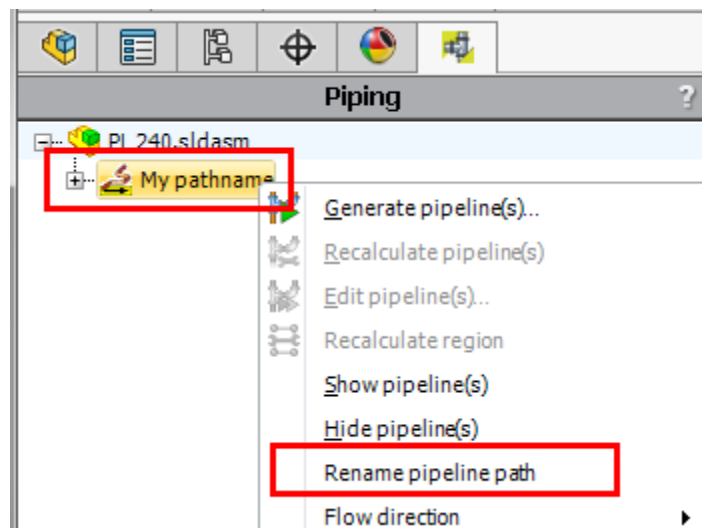 Piping ?
PL 240.sldasm
My pathname
Generate pipeline(s)...
Recalculate pipeline(s)
Edit pipeline(s)...
Recalculate region
Show pipeline(s)
Hide pipeline(s)
Rename pipeline path
Flow direction